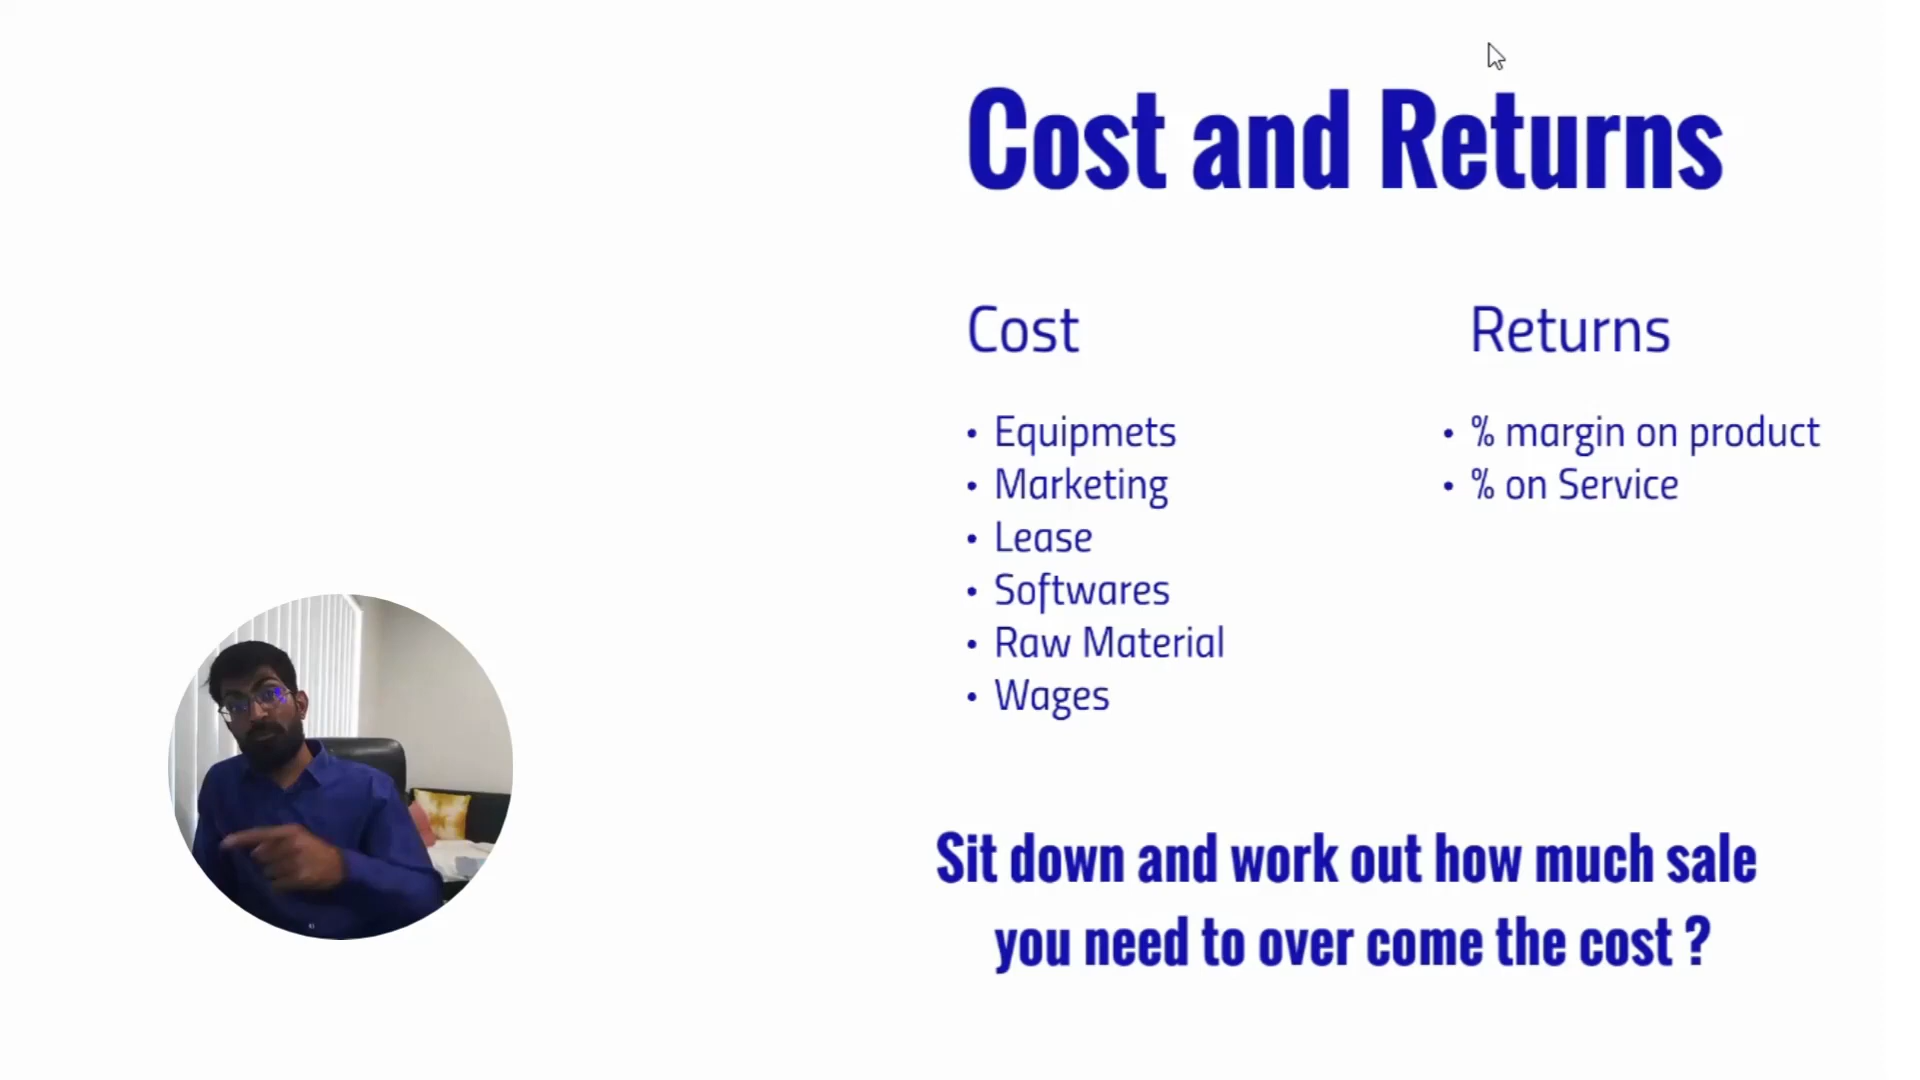 Cost and Returns
Cost
• Equipmets
• Marketing
• Lease
• Softwares
• Raw Material
• Wages
Returns
• % margin on product
• % on Service
Sit down and work out how much sale
you need to over come the cost ?